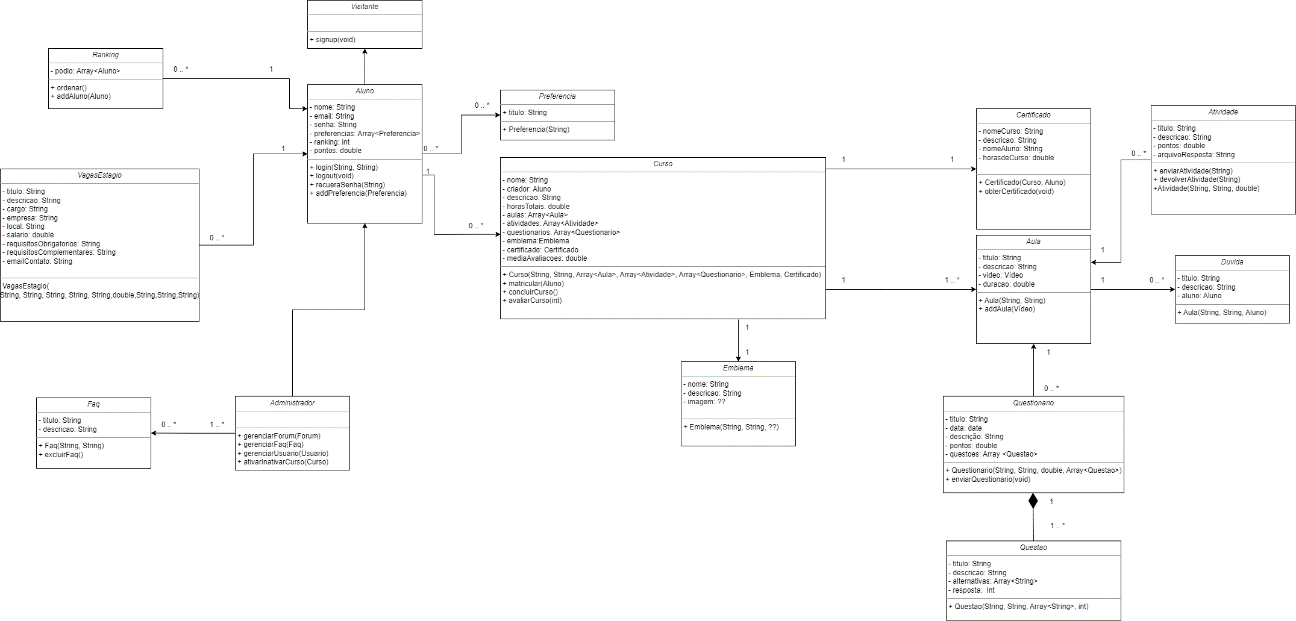 Visitante
+ signup(void)
Ranking
- podio: Array<Aluno>
+ ordenar()
+ addAluno(Aluno)
0 .. *
1
Aluno
- nome: String
- email: String
- senha: String
- preferencias: Array<Preferencia>
- ranking: int
- pontos: double
+ login(String, String)
+ logout(void)
+ recueraSenha(String)
+ addPreferencia(Preferencia)
0 .. *
0 .. *
Preferencia
+ titulo: String
+ Preferencia(String)
1
0 .. *
VagasEstagio
- titulo: String
- descricao: String
- cargo: String
- empresa: String
- local: String
- salario: double
- requisitosObrigatorios: String
- requisitosComplementares: String
- emailContato: String
VagasEstagio(
String, String, String, String, String,double,String,String,String)
0 .. *
1
Curso
- nome: String
- criador: Aluno
- descricao: String
- horasTotais: double
- aulas: Array<Aula>
- atividades: Array<Atividade>
- questionarios: Array<Questionario>
- emblema:Emblema
- certificado: Certificado
- mediaAvaliacoes: double
+ Curso(String, String, Array<Aula>, Array<Atividade>, Array<Questionario>, Emblema, Certificado)
+ matricular(Aluno)
+ concluirCurso()
+ avaliarCurso(int)
1
1
Certificado
- nomeCurso: String
- descricao: String
- nomeAluno: String
- horasdeCurso: double
+ Certificado(Curso, Aluno)
+ obterCertificado(void)
Atividade
- titulo: String
- descricao: String
- pontos: double
- arquivoResposta: String
+ enviarAtividade(String)
+ devolverAtividade(String)
+Atividade(String, String, double)
0 .. *
1
1
1 .. *
Aula
- titulo: String
- descricao: String
- video: Vídeo
- duracao: double
+ Aula(String, String)
+ addAula(Vídeo)
1
0 .. *
Duvida
- titulo: String
- descricao: String
- aluno: Aluno
+ Aula(String, String, Aluno)
1
1
Emblema
- nome: String
- descricao: String
- imagem: ??
+ Emblema(String, String, ??)
1
0 .. *
Faq
- titulo: String
- descricao: String
+ Faq(String, String)
+ excluirFaq()
0 .. *
1 .. *
Administrador
+ gerenciarForum(Forum)
+ gerenciarFaq(Faq)
+ gerenciarUsuario(Usuario)
+ ativarInativarCurso(Curso)
Questionario
- titulo: String
- data: date
- descrição: String
- pontos: double
- questoes: Array <Questao>
+ Questionario(String, String, double, Array<Questao>)
+ enviarQuestionario(void)
1
1 .. *
Questao
- titulo: String
- descricao: String
- alternativas: Array<String>
- resposta: Int
+ Questao(String, String, Array<String>, int)